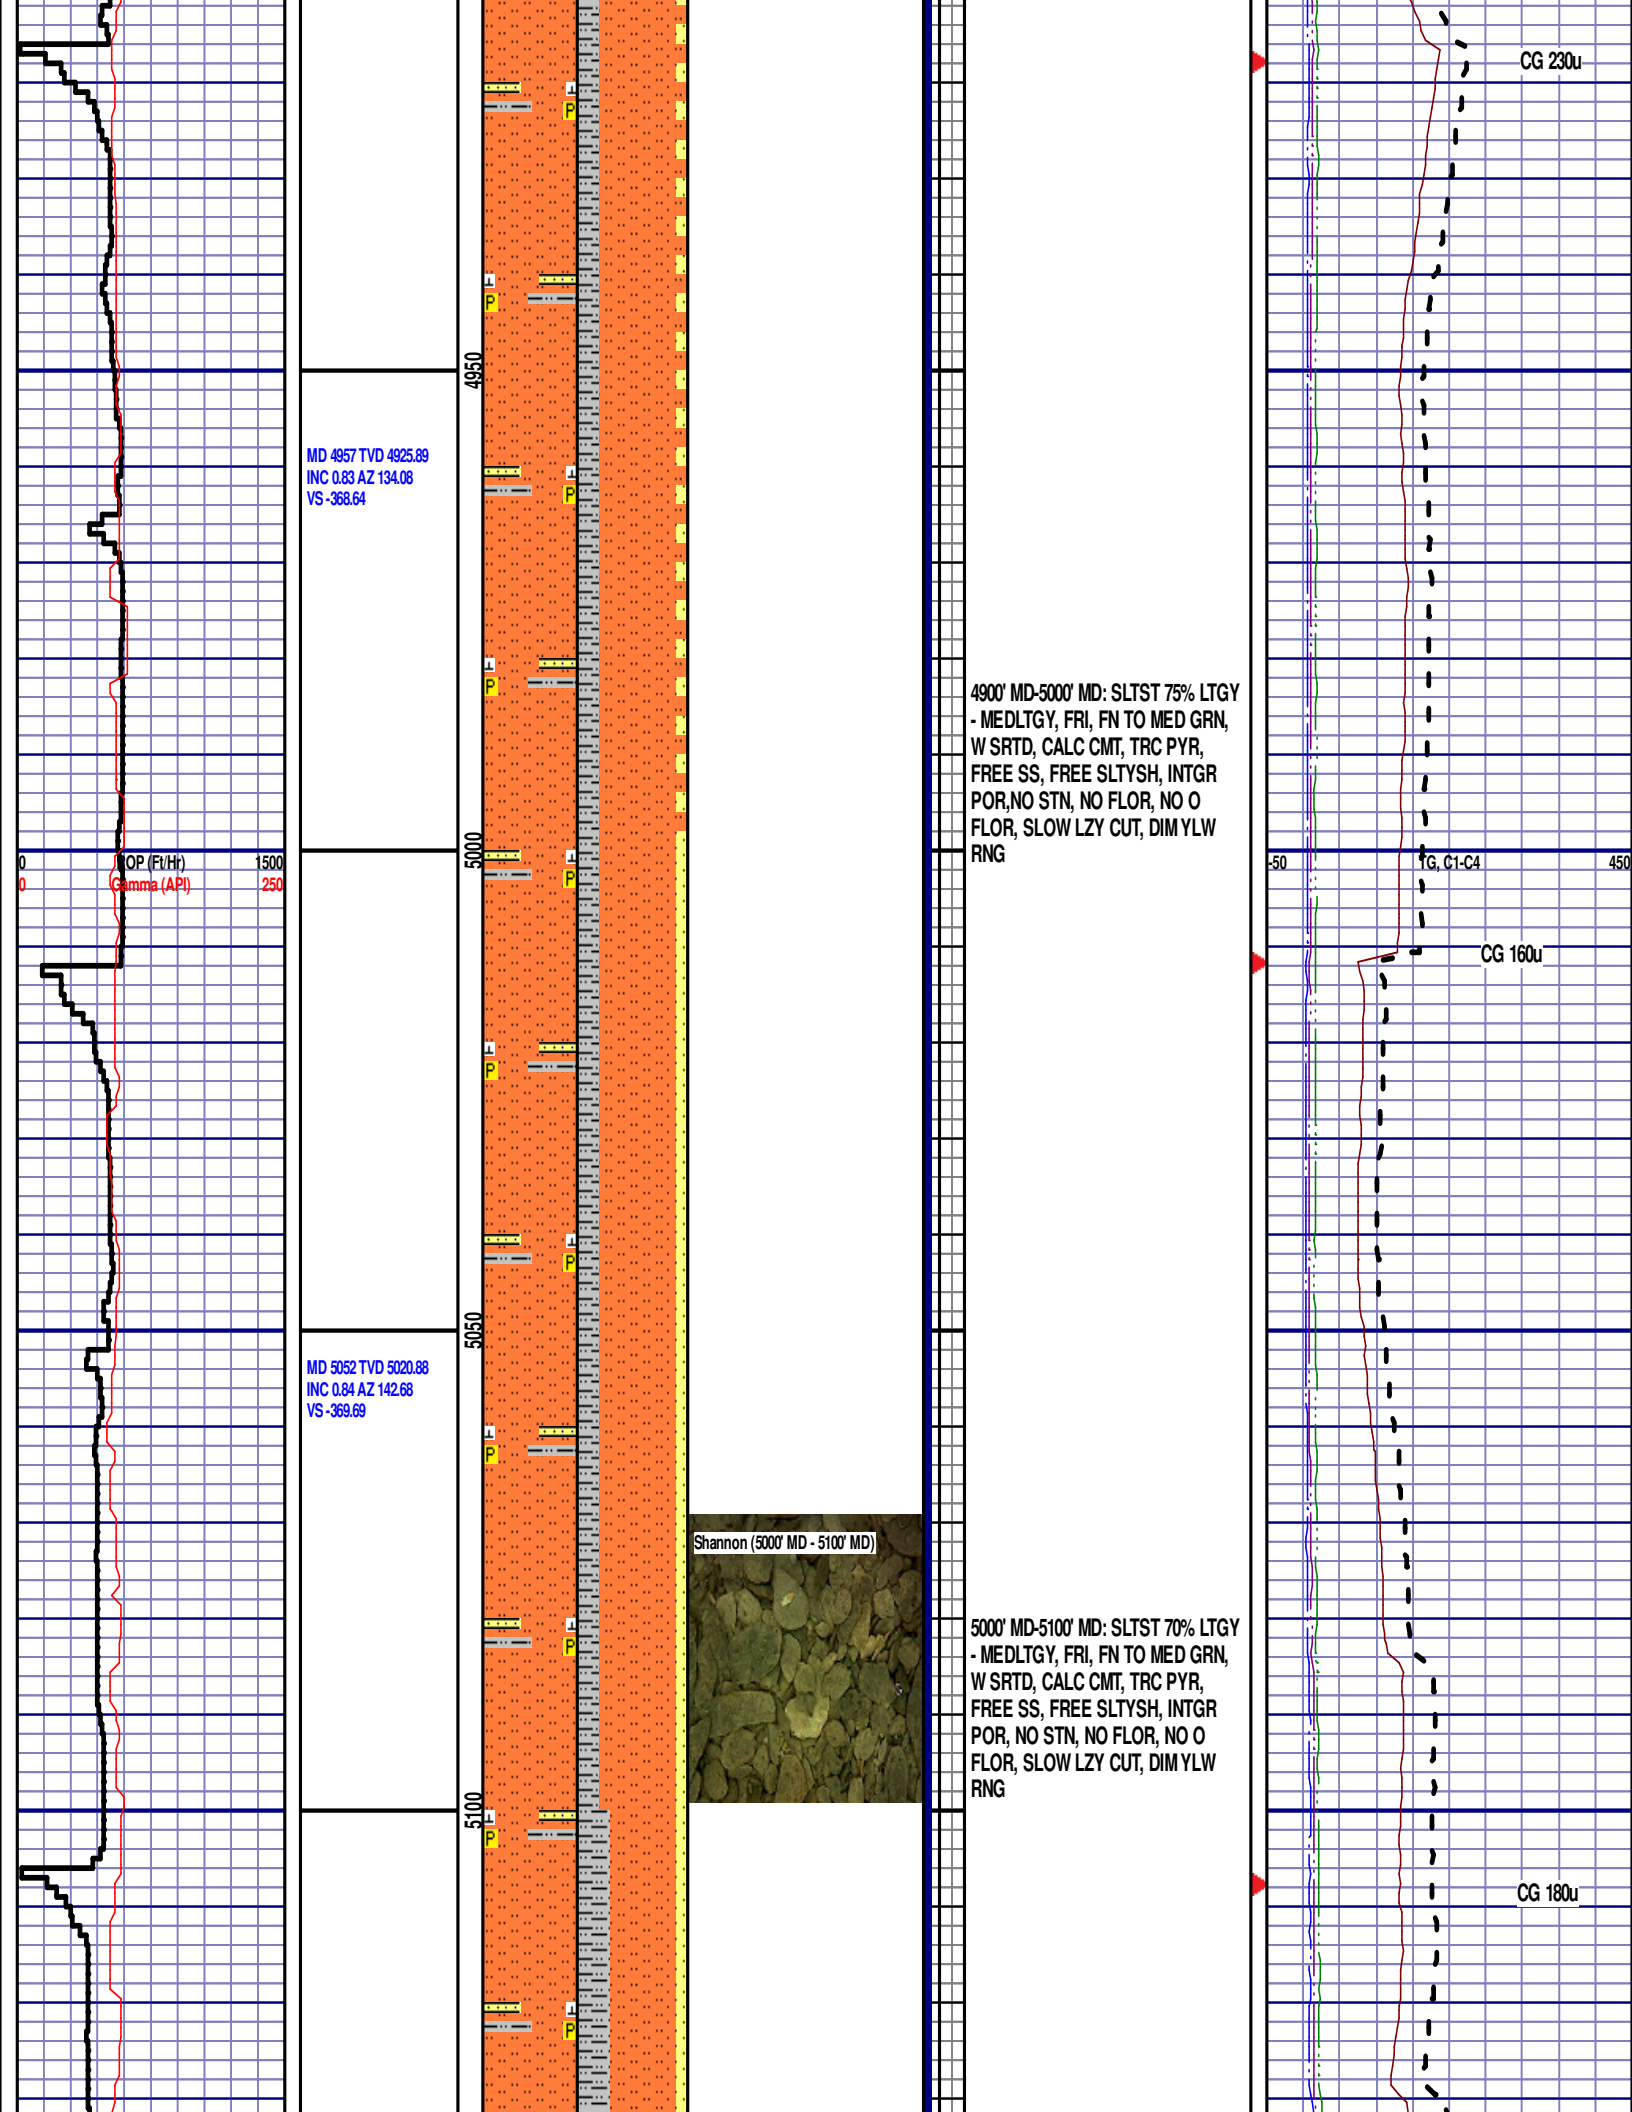 CG 230u
P
P
4950
MD 4957 TVD 4925.89
INC 0.83 AZ 134.08
VS -368.64
P
P
4900' MD-5000' MD: SLTST 75% LTGY
- MEDLTGY, FRI, FN TO MED GRN,
W SRTD, CALC CMT, TRC PYR,
FREE SS, FREE SLTYSH, INTGR
POR,NO STN, NO FLOR, NO O
FLOR, SLOW LZY CUT, DIM YLW
RNG
5000
0 ROP (Ft/Hr) 1500
0 Gamma (API) 250
-50 TG, C1-C4 450
P
CG 160u
P
P
5050
MD 5052 TVD 5020.88
INC 0.84 AZ 142.68
VS -369.69
P
Shannon (5000' MD - 5100' MD)
P
5000' MD-5100' MD: SLTST 70% LTGY
- MEDLTGY, FRI, FN TO MED GRN,
W SRTD, CALC CMT, TRC PYR,
FREE SS, FREE SLTYSH, INTGR
POR, NO STN, NO FLOR, NO O
FLOR, SLOW LZY CUT, DIM YLW
RNG
5100
P
CG 180u
P